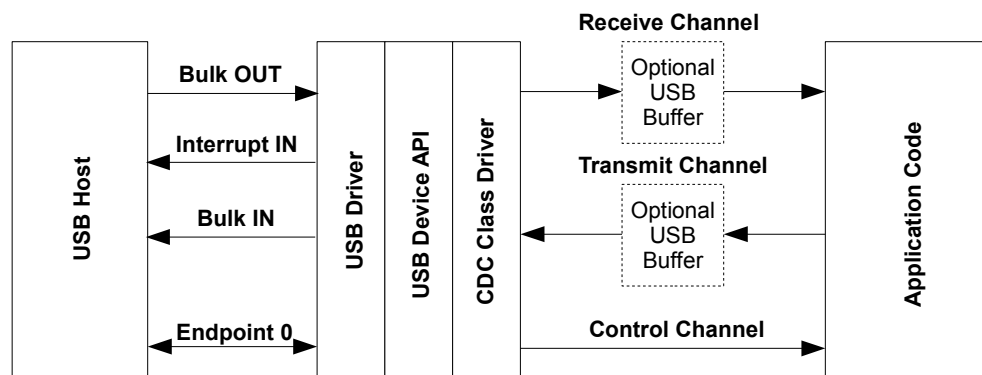 USB Host
Bulk OUT
Interrupt IN
Bulk IN
Endpoint 0
USB Driver
USB Device API
CDC Class Driver
Receive Channel
Optional
USB
Buffer
Transmit Channel
Optional
USB
Buffer
Control Channel
Application Code